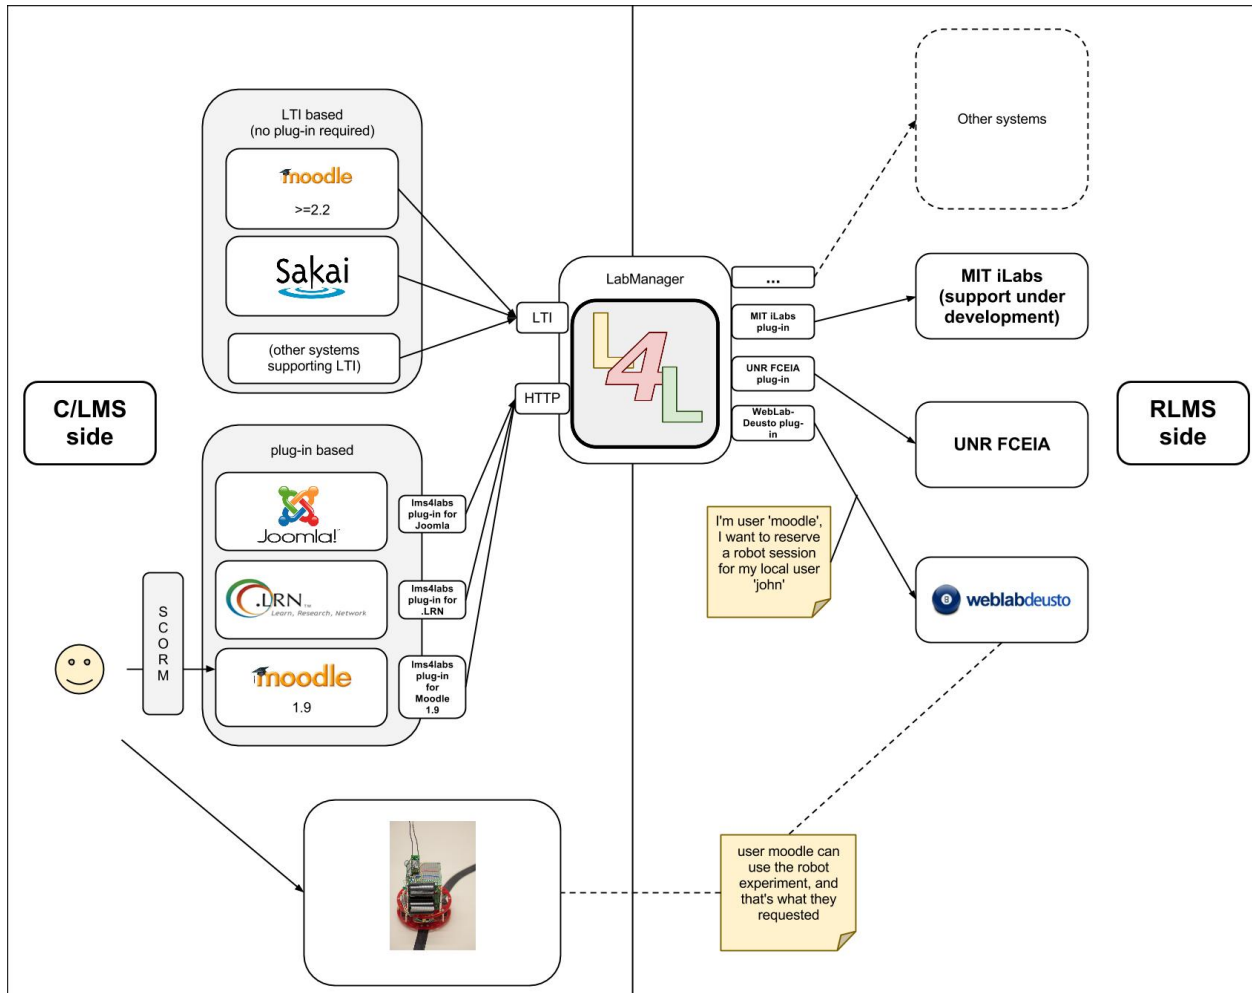 LTI based
(no plug-in required)
moodle
>=2.2
Sakai
(other systems
supporting LTI)
C/LMS
side
plug-in based
Joomla!™
lms4labs
plug-in for
Joomla
.LRN™
Learn, Research, Network
lms4labs
plug-in for
.LRN
SCORM
moodle
1.9
lms4labs
plug-in
for
Moodle
1.9
LTI
HTTP
LabManager
L4L
...
MIT iLabs
plug-in
UNR FCEIA
plug-in
WebLab-
Deusto plug-
in
Other systems
MIT iLabs
(support under
development)
UNR FCEIA
RLMS
side
I'm user 'moodle',
I want to reserve
a robot session
for my local user
'john'
8 weblabdeusto
user moodle can
use the robot
experiment, and
that's what they
requested